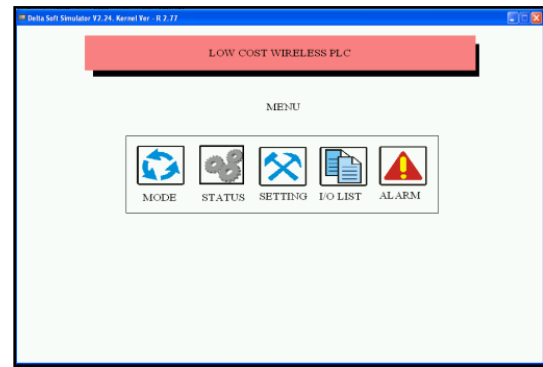 Delta Soft Simulator V2.24. Kernel Ver - R 2.77
LOW COST WIRELESS PLC
MENU
MODE STATUS SETTING I/O LIST ALARM